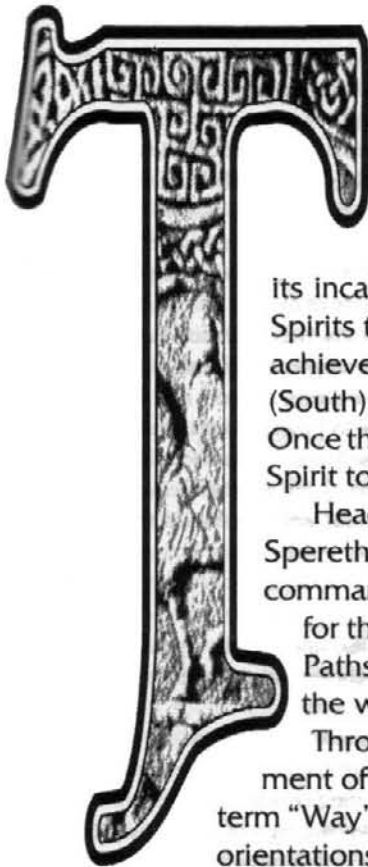 T
its inca
Spirits t
achieve
(South)
Once th
Spirit to
Head
Spereth
comman
for th
Paths
the w
Thro
ment of
term “Way”
orientations